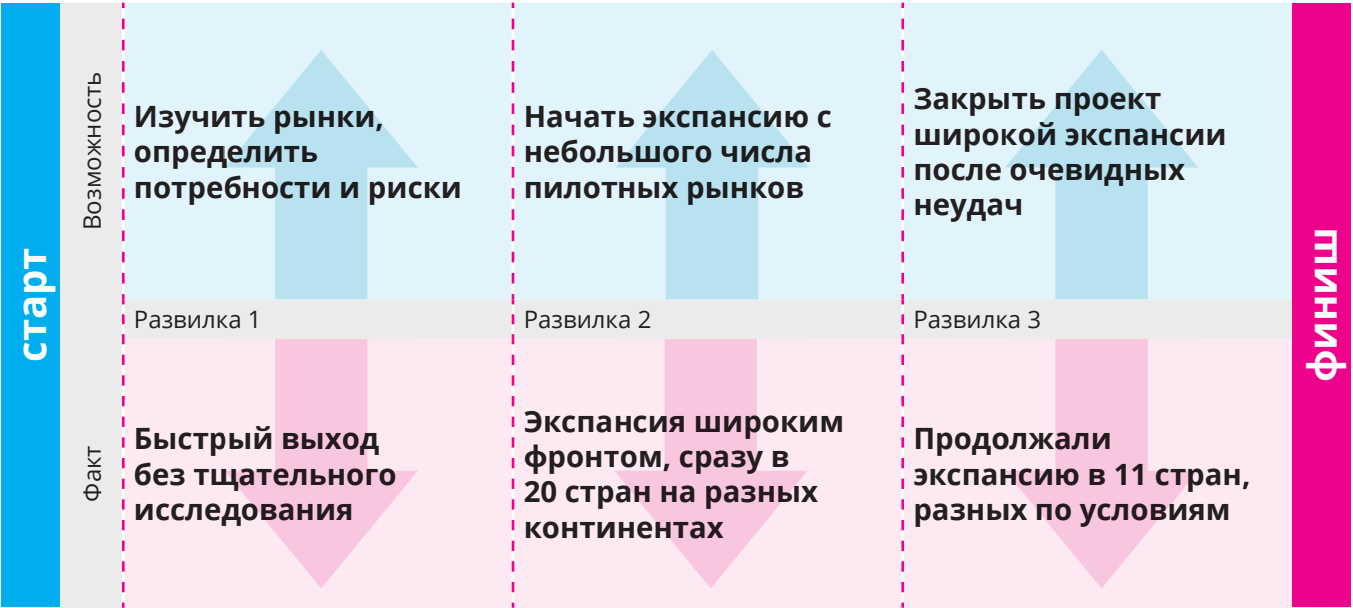 старт
Возможность
Изучить рынки,
определить
потребности и риски
Начать экспансию с
небольшого числа
пилотных рынков
Закрыть проект
широкой экспансии
после очевидных
неудач
Развилка 1
Развилка 2
Развилка 3
Факт
Быстрый выход
без тщательного
исследования
Экспансия широким
фронтом, сразу в
20 стран на разных
континентах
Продолжали
экспансию в 11 стран,
разных по условиям
финиш